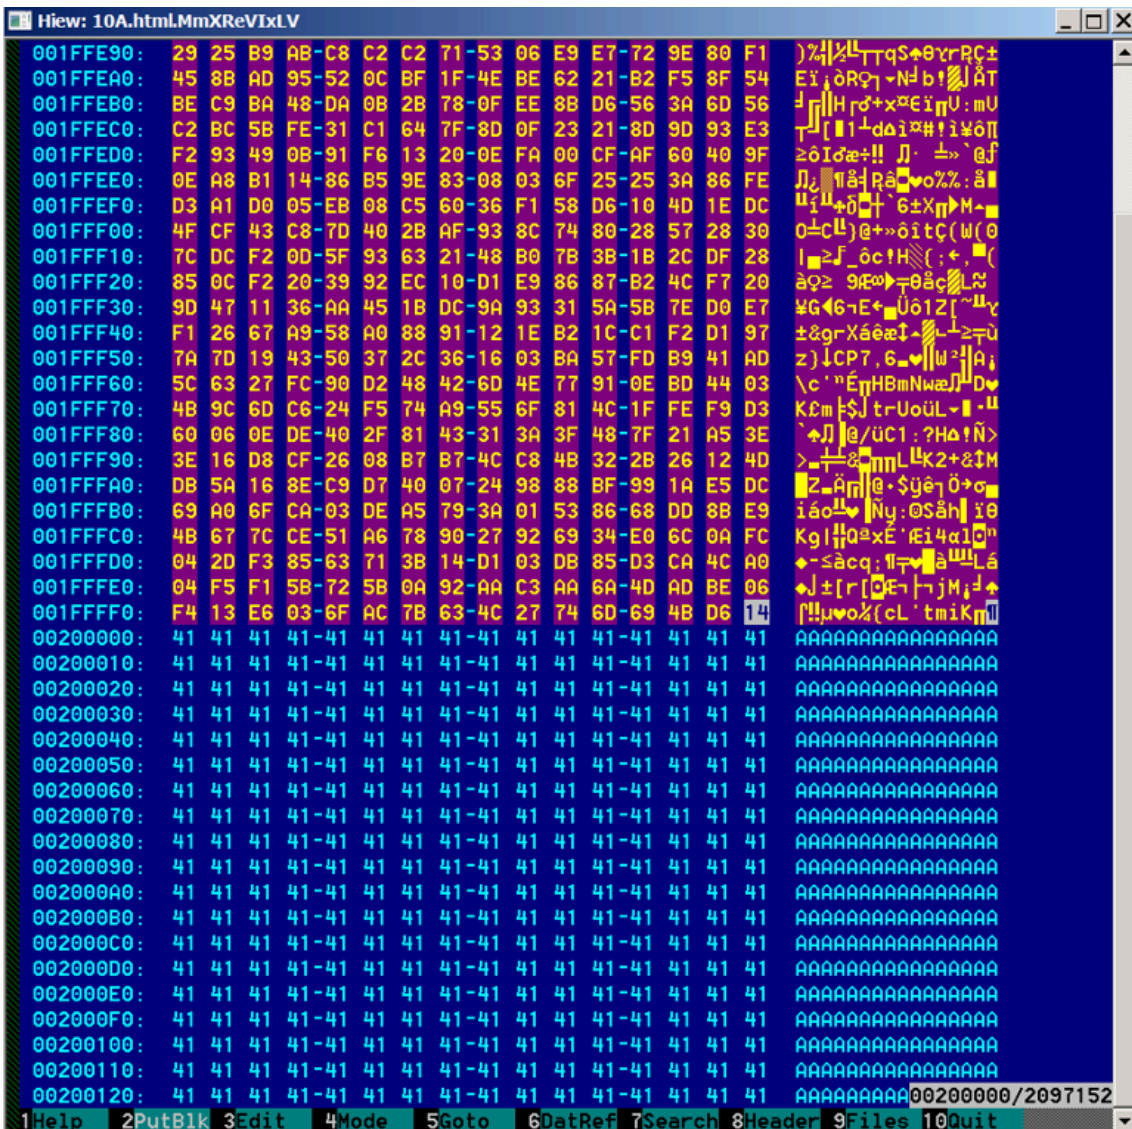 Hiew: 10A.html.MmXReVIxLV
001FFE90: 29 25 B9 AB-C8 C2 C2 71-53 06 E9 E7-72 9E 80 F1
001FFEA0: 45 8B AD 95-52 0C BF 1F-4E BE 62 21-B2 F5 8F 54
001FFEB0: BE C9 BA 48-DA 0B 2B 78-0F EE 8B D6-56 3A 6D 56
001FFEC0: C2 BC 5B FE-31 C1 64 7F-8D 0F 23 21-8D 9D 93 E3
001FFED0: F2 93 49 0B-91 F6 13 20-0E FA 00 CF-AF 60 40 9F
001FFEE0: 0E A8 B1 14-86 B5 9E 83-08 03 6F 25-25 3A 86 FE
001FFEF0: D3 A1 D0 05-EB 08 C5 60-36 F1 58 D6-10 4D 1E DC
001FFF00: 4F CF 43 C8-7D 40 2B AF-93 8C 74 80-28 57 28 30
001FFF10: 7C DC F2 0D-5F 93 63 21-48 B0 7B 3B-1B 2C DF 28
001FFF20: 85 0C F2 20-39 92 EC 10-D1 E9 86 87-B2 4C F7 20
001FFF30: 9D 47 11 36-AA 45 1B DC-9A 93 31 5A-5B 7E D0 E7
001FFF40: F1 26 67 A9-58 A0 88 91-12 1E B2 1C-C1 F2 D1 97
001FFF50: 7A 7D 19 43-50 37 2C 36-16 03 BA 57-FD B9 41 AD
001FFF60: 5C 63 27 FC-90 D2 48 42-6D 4E 77 91-0E BD 44 03
001FFF70: 4B 9C 6D C6-24 F5 74 A9-55 6F 81 4C-1F FE F9 D3
001FFF80: 60 06 0E DE-40 2F 81 43-31 3A 3F 48-7F 21 A5 3E
001FFF90: 3E 16 D8 CF-26 08 B7 B7-4C C8 4B 32-2B 26 12 4D
001FFFA0: DB 5A 16 8E-C9 D7 40 07-24 98 88 BF-99 1A E5 DC
001FFFB0: 69 A0 6F CA-03 DE A5 79-3A 01 53 86-68 DD 8B E9
001FFFC0: 4B 67 7C CE-51 A6 78 90-27 92 69 34-E0 6C 0A FC
001FFFD0: 04 2D F3 85-63 71 3B 14-D1 03 DB 85-D3 CA 4C A0
001FFFE0: 04 F5 F1 5B-72 5B 0A 92-AA C3 AA 6A-4D AD BE 06
001FFFF0: F4 13 E6 03-6F AC 7B 63-4C 27 74 6D-69 4B D6 14
00200000: 41 41 41 41-41 41 41 41-41 41 41 41-41 41 41 41 AAAAAAAAAAAAAAAA
00200010: 41 41 41 41-41 41 41 41-41 41 41 41-41 41 41 41 AAAAAAAAAAAAAAAA
00200020: 41 41 41 41-41 41 41 41-41 41 41 41-41 41 41 41 AAAAAAAAAAAAAAAA
00200030: 41 41 41 41-41 41 41 41-41 41 41 41-41 41 41 41 AAAAAAAAAAAAAAAA
00200040: 41 41 41 41-41 41 41 41-41 41 41 41-41 41 41 41 AAAAAAAAAAAAAAAA
00200050: 41 41 41 41-41 41 41 41-41 41 41 41-41 41 41 41 AAAAAAAAAAAAAAAA
00200060: 41 41 41 41-41 41 41 41-41 41 41 41-41 41 41 41 AAAAAAAAAAAAAAAA
00200070: 41 41 41 41-41 41 41 41-41 41 41 41-41 41 41 41 AAAAAAAAAAAAAAAA
00200080: 41 41 41 41-41 41 41 41-41 41 41 41-41 41 41 41 AAAAAAAAAAAAAAAA
00200090: 41 41 41 41-41 41 41 41-41 41 41 41-41 41 41 41 AAAAAAAAAAAAAAAA
002000A0: 41 41 41 41-41 41 41 41-41 41 41 41-41 41 41 41 AAAAAAAAAAAAAAAA
002000B0: 41 41 41 41-41 41 41 41-41 41 41 41-41 41 41 41 AAAAAAAAAAAAAAAA
002000C0: 41 41 41 41-41 41 41 41-41 41 41 41-41 41 41 41 AAAAAAAAAAAAAAAA
002000D0: 41 41 41 41-41 41 41 41-41 41 41 41-41 41 41 41 AAAAAAAAAAAAAAAA
002000E0: 41 41 41 41-41 41 41 41-41 41 41 41-41 41 41 41 AAAAAAAAAAAAAAAA
002000F0: 41 41 41 41-41 41 41 41-41 41 41 41-41 41 41 41 AAAAAAAAAAAAAAAA
00200100: 41 41 41 41-41 41 41 41-41 41 41 41-41 41 41 41 AAAAAAAAAAAAAAAA
00200110: 41 41 41 41-41 41 41 41-41 41 41 41-41 41 41 41 AAAAAAAAAAAAAAAA
00200120: 41 41 41 41-41 41 41 41-41 41 41 41-41 41 41 41 AAAAAAAAA00200000/2097152
1Help 2PutBlk 3Edit 4Mode 5Goto 6DatRef 7Search 8Header 9Files 10Quit